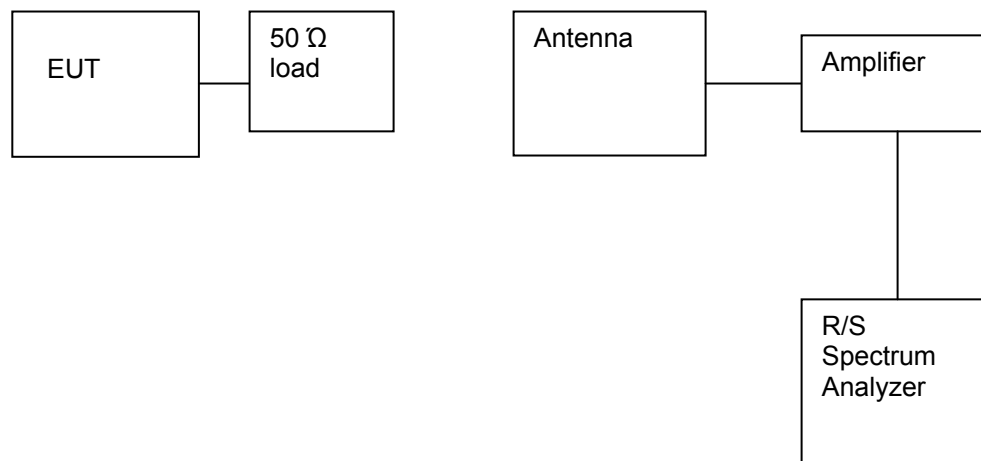 EUT
50 Ώ
load
Antenna
Amplifier
R/S
Spectrum
Analyzer